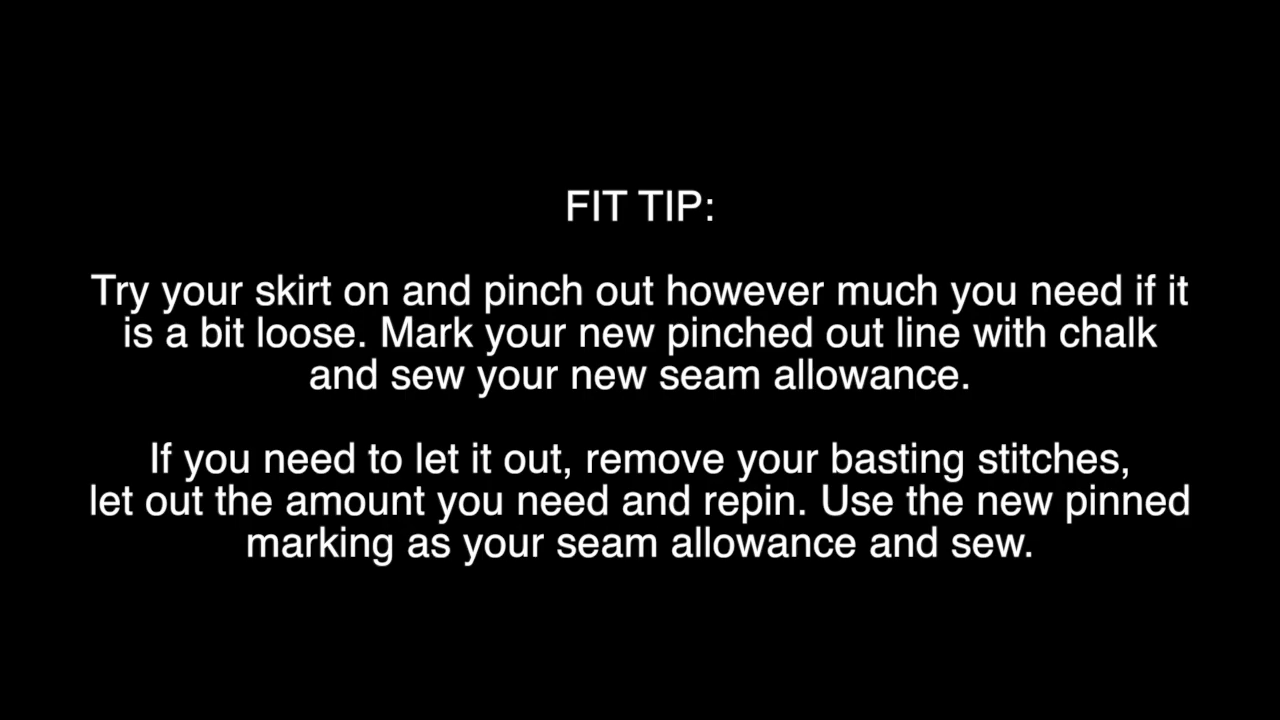 FIT TIP:
Try your skirt on and pinch out however much you need if it
is a bit loose. Mark your new pinched out line with chalk
and sew your new seam allowance.
If you need to let it out, remove your basting stitches,
let out the amount you need and repin. Use the new pinned
marking as your seam allowance and sew.